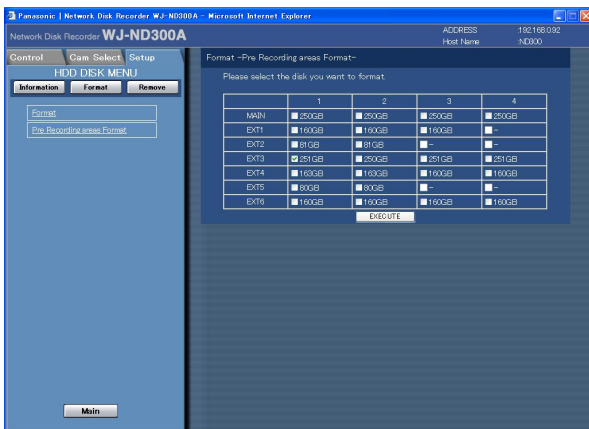 Panasonic | Network Disk Recorder WJ-ND300A - Microsoft Internet Explorer
Network Disk Recorder WJ-ND300A
ADDRESS :192.168.0.92
Host Name :ND300
Control Cam Select Setup
HDD DISK MENU
Information Format Remove
Format
Pre Recording areas Format
Main
Format -Pre Recording areas Format-
Please select the disk you want to format.
1 2 3 4
MAIN 250GB 250GB 250GB 250GB
EXT1 160GB 160GB 160GB -
EXT2 81GB 81GB - -
EXT3 251GB 250GB 251GB 251GB
EXT4 163GB 163GB 160GB 160GB
EXT5 80GB 80GB - -
EXT6 160GB 160GB 160GB 160GB
EXECUTE